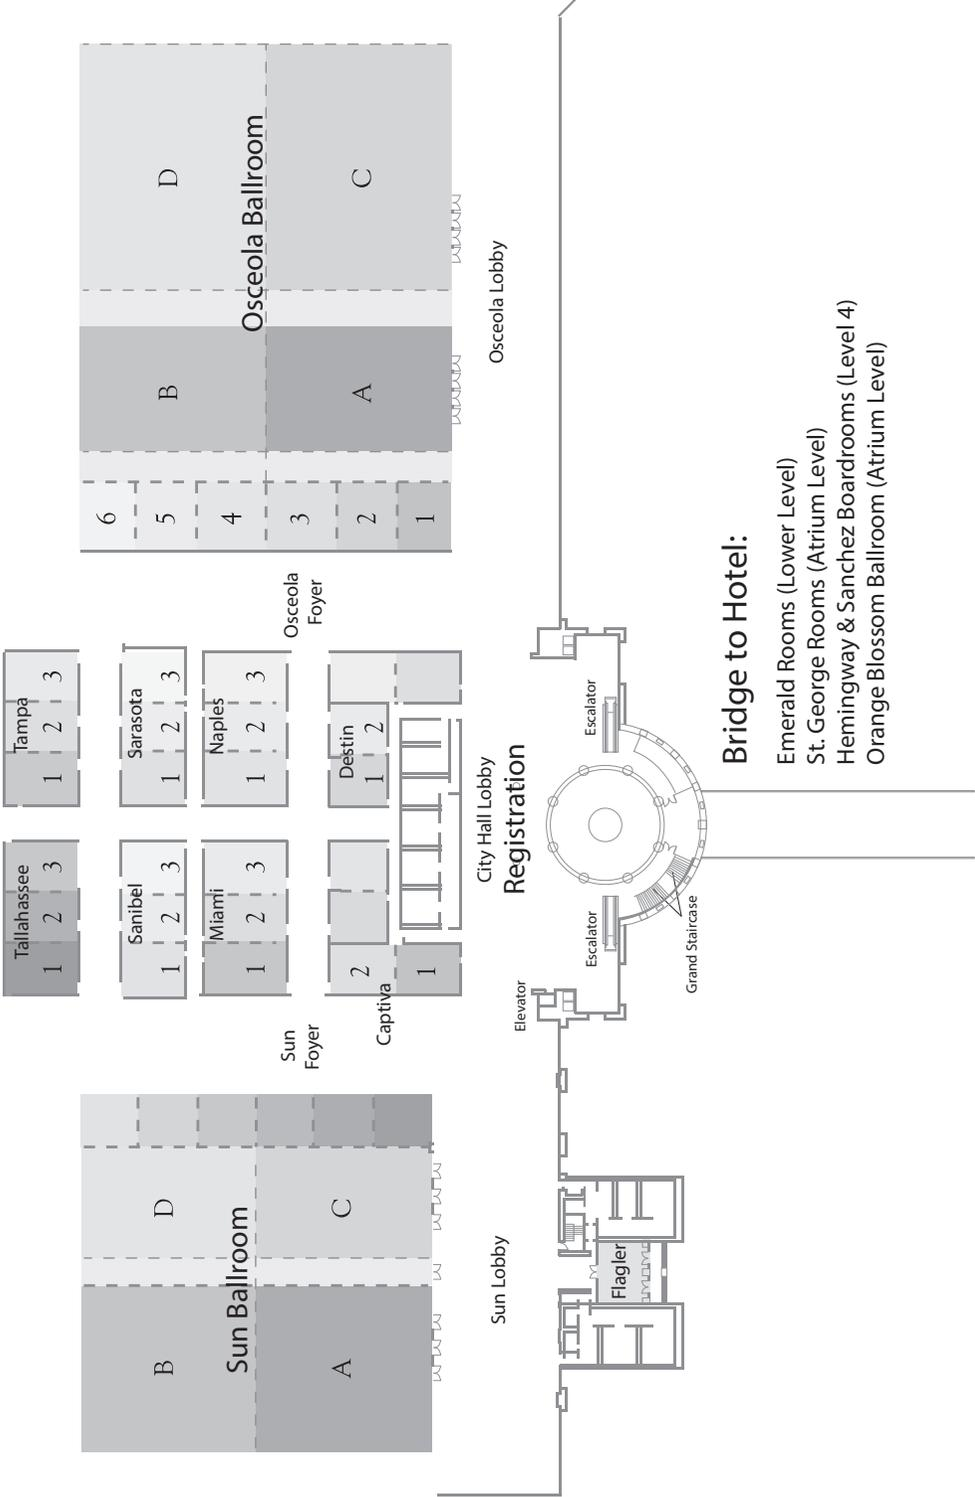 Sun Ballroom
B
D
A
C
Sun Lobby
Flagler
Sun
Foyer
Captiva
2
1
Tallahassee
1 2 3
Sanibel
1 2 3
Miami
1 2 3
Tampa
1 2 3
Sarasota
1 2 3
Naples
1 2 3
Destin
1
2
City Hall Lobby
Registration
Elevator
Escalator
Escalator
Grand Staircase
Osceola
Foyer
6
5
4
3
2
1
Osceola Ballroom
B
D
A
C
Osceola Lobby
Bridge to Hotel:
Emerald Rooms (Lower Level)
St. George Rooms (Atrium Level)
Hemingway & Sanchez Boardrooms (Level 4)
Orange Blossom Ballroom (Atrium Level)